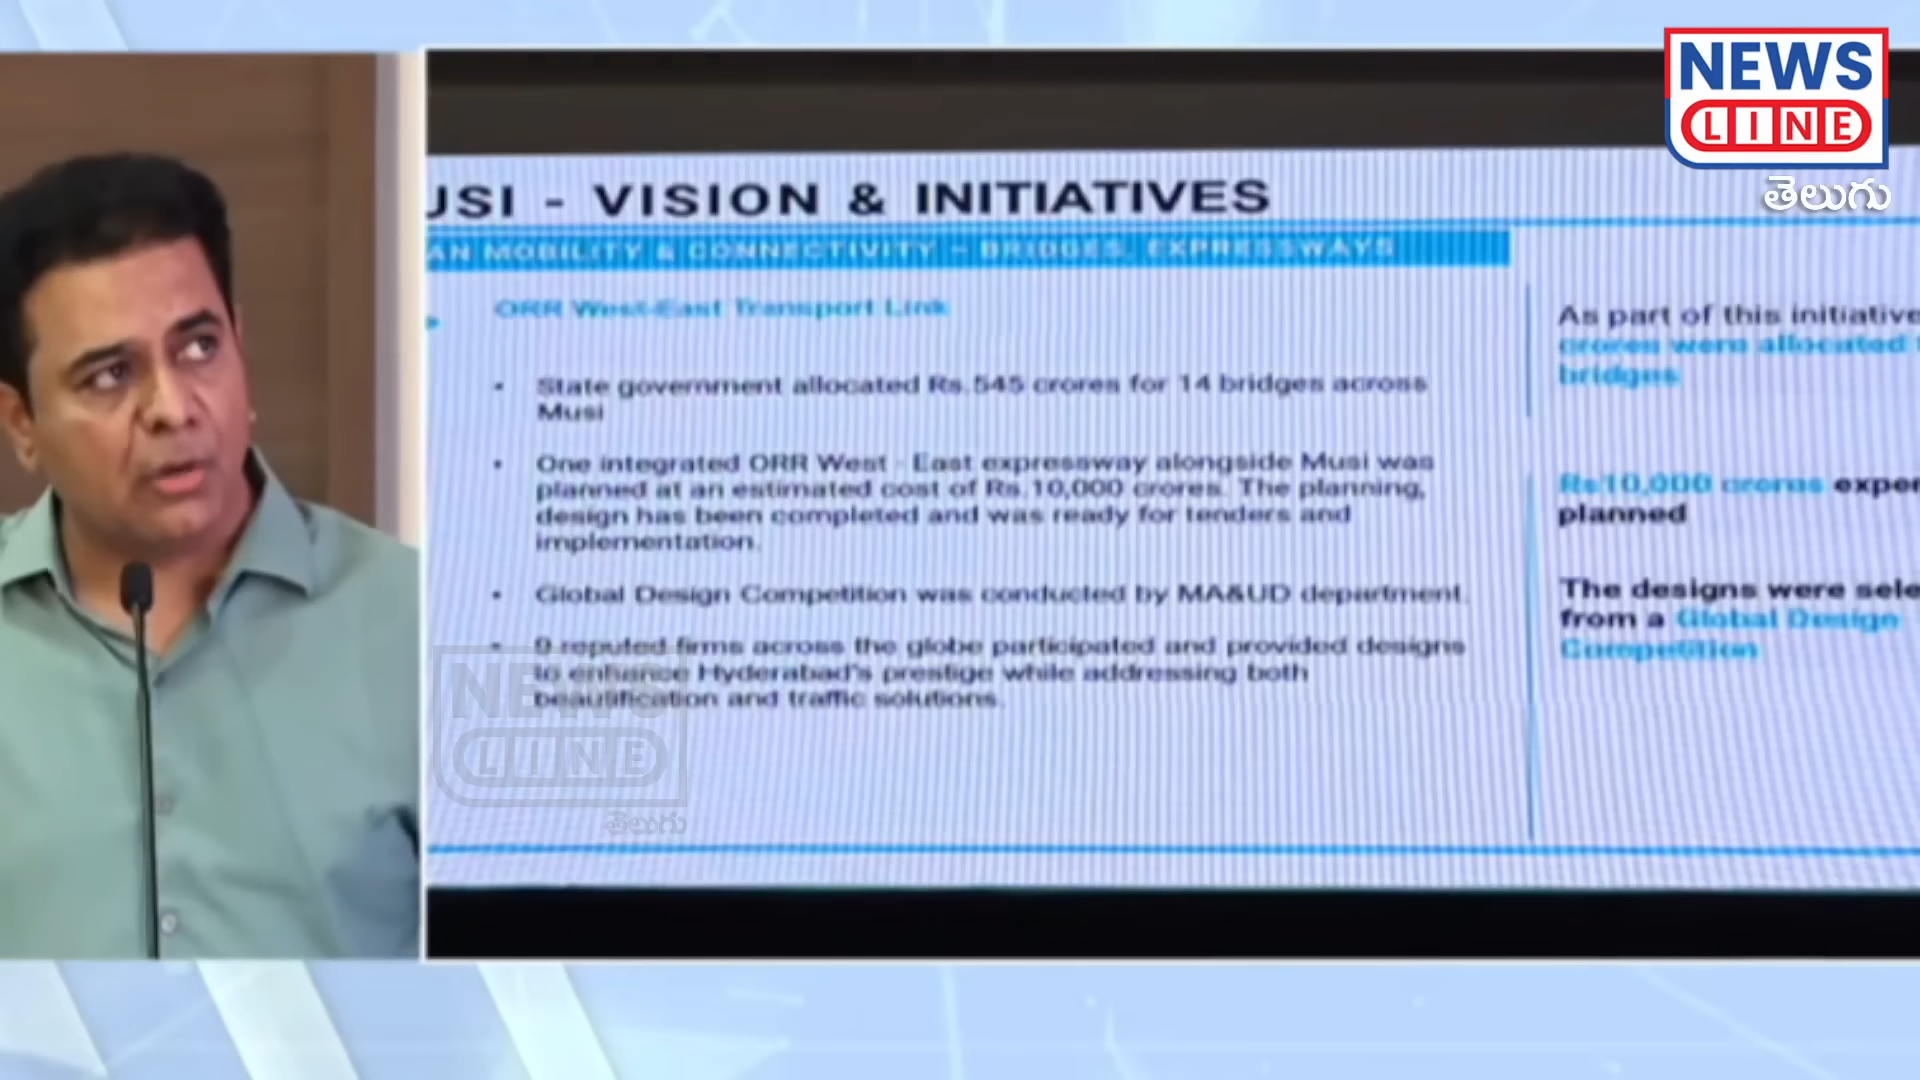 NEWS
LINE
తెలుగు
USI - VISION & INITIATIVES
AN MOBILITY & CONNECTIVITY – BRIDGES, EXPRESSWAYS
ORR West-East Transport Link
• State government allocated Rs.545 crores for 14 bridges across
Musi
• One integrated ORR West - East expressway alongside Musi was
planned at an estimated cost of Rs.10,000 crores. The planning,
design has been completed and was ready for tenders and
implementation.
• Global Design Competition was conducted by MA&UD department.
• 9 reputed firms across the globe participated and provided designs
to enhance Hyderabad's prestige while addressing both
beautification and traffic solutions.
As part of this initiative
crores were allocated
bridges
Rs10,000 crores exper
planned
The designs were sele
from a Global Design
Competition
NEWS
LINE
తెలుగు